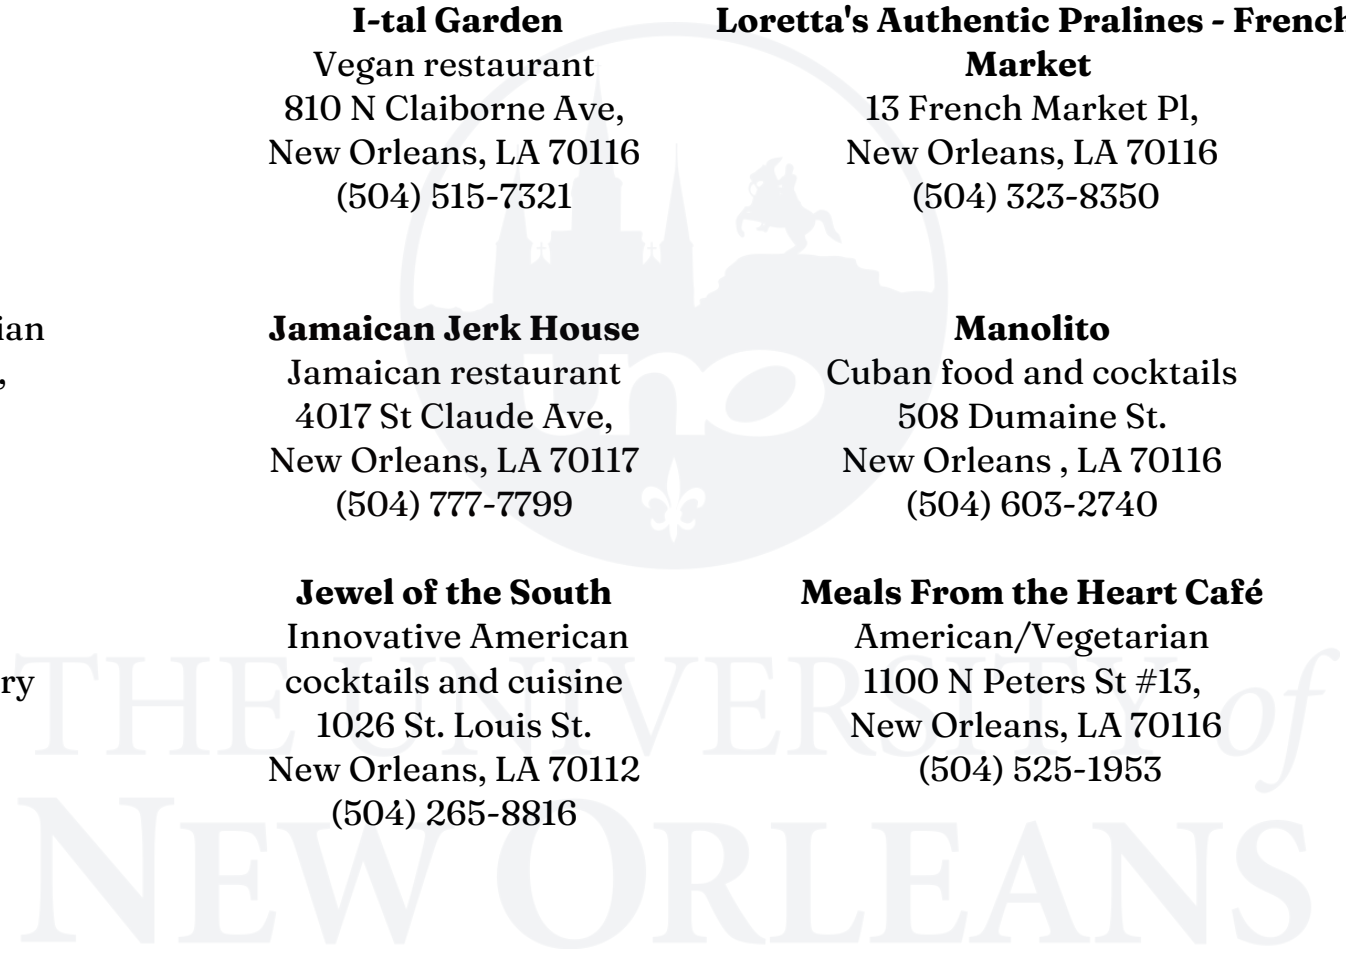 ian
,
ry
I-tal Garden
Vegan restaurant
810 N Claiborne Ave,
New Orleans, LA 70116
(504) 515-7321
Jamaican Jerk House
Jamaican restaurant
4017 St Claude Ave,
New Orleans, LA 70117
(504) 777-7799
Jewel of the South
Innovative American
cocktails and cuisine
1026 St. Louis St.
New Orleans, LA 70112
(504) 265-8816
Loretta's Authentic Pralines - French
Market
13 French Market Pl,
New Orleans, LA 70116
(504) 323-8350
Manolito
Cuban food and cocktails
508 Dumaine St.
New Orleans , LA 70116
(504) 603-2740
Meals From the Heart Café
American/Vegetarian
1100 N Peters St #13,
New Orleans, LA 70116
(504) 525-1953
uno
THE UNIVERSITY of
NEW ORLEANS